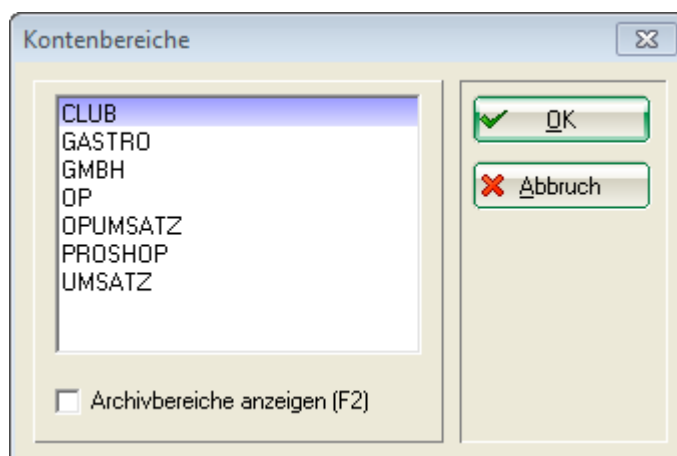 Kontenbereiche
CLUB
GASTRO
GMBH
OP
OPUMSATZ
PROSHOP
UMSATZ
Archivbereiche anzeigen (F2)
OK
Abbruch